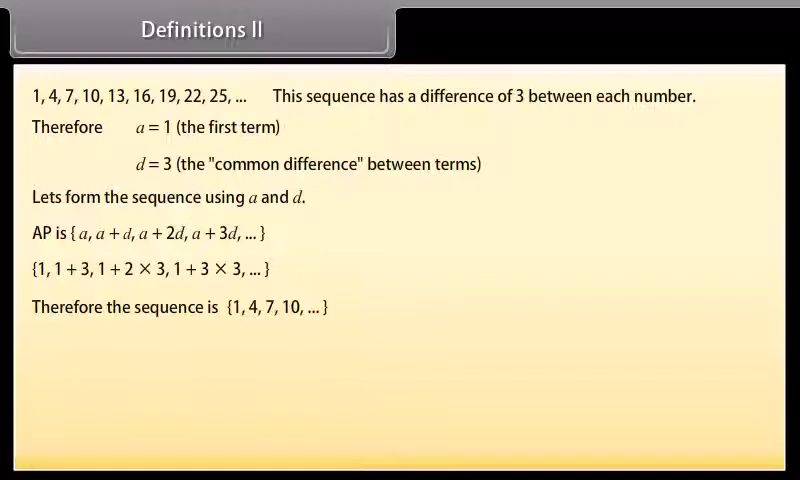 Definitions II
1, 4, 7, 10, 13, 16, 19, 22, 25, ... This sequence has a difference of 3 between each number.
Therefore a = 1 (the first term)
d = 3 (the "common difference" between terms)
Lets form the sequence using a and d.
AP is { a, a + d, a + 2d, a + 3d, ... }
{1, 1 + 3, 1 + 2 × 3, 1 + 3 × 3, ... }
Therefore the sequence is {1, 4, 7, 10, ... }